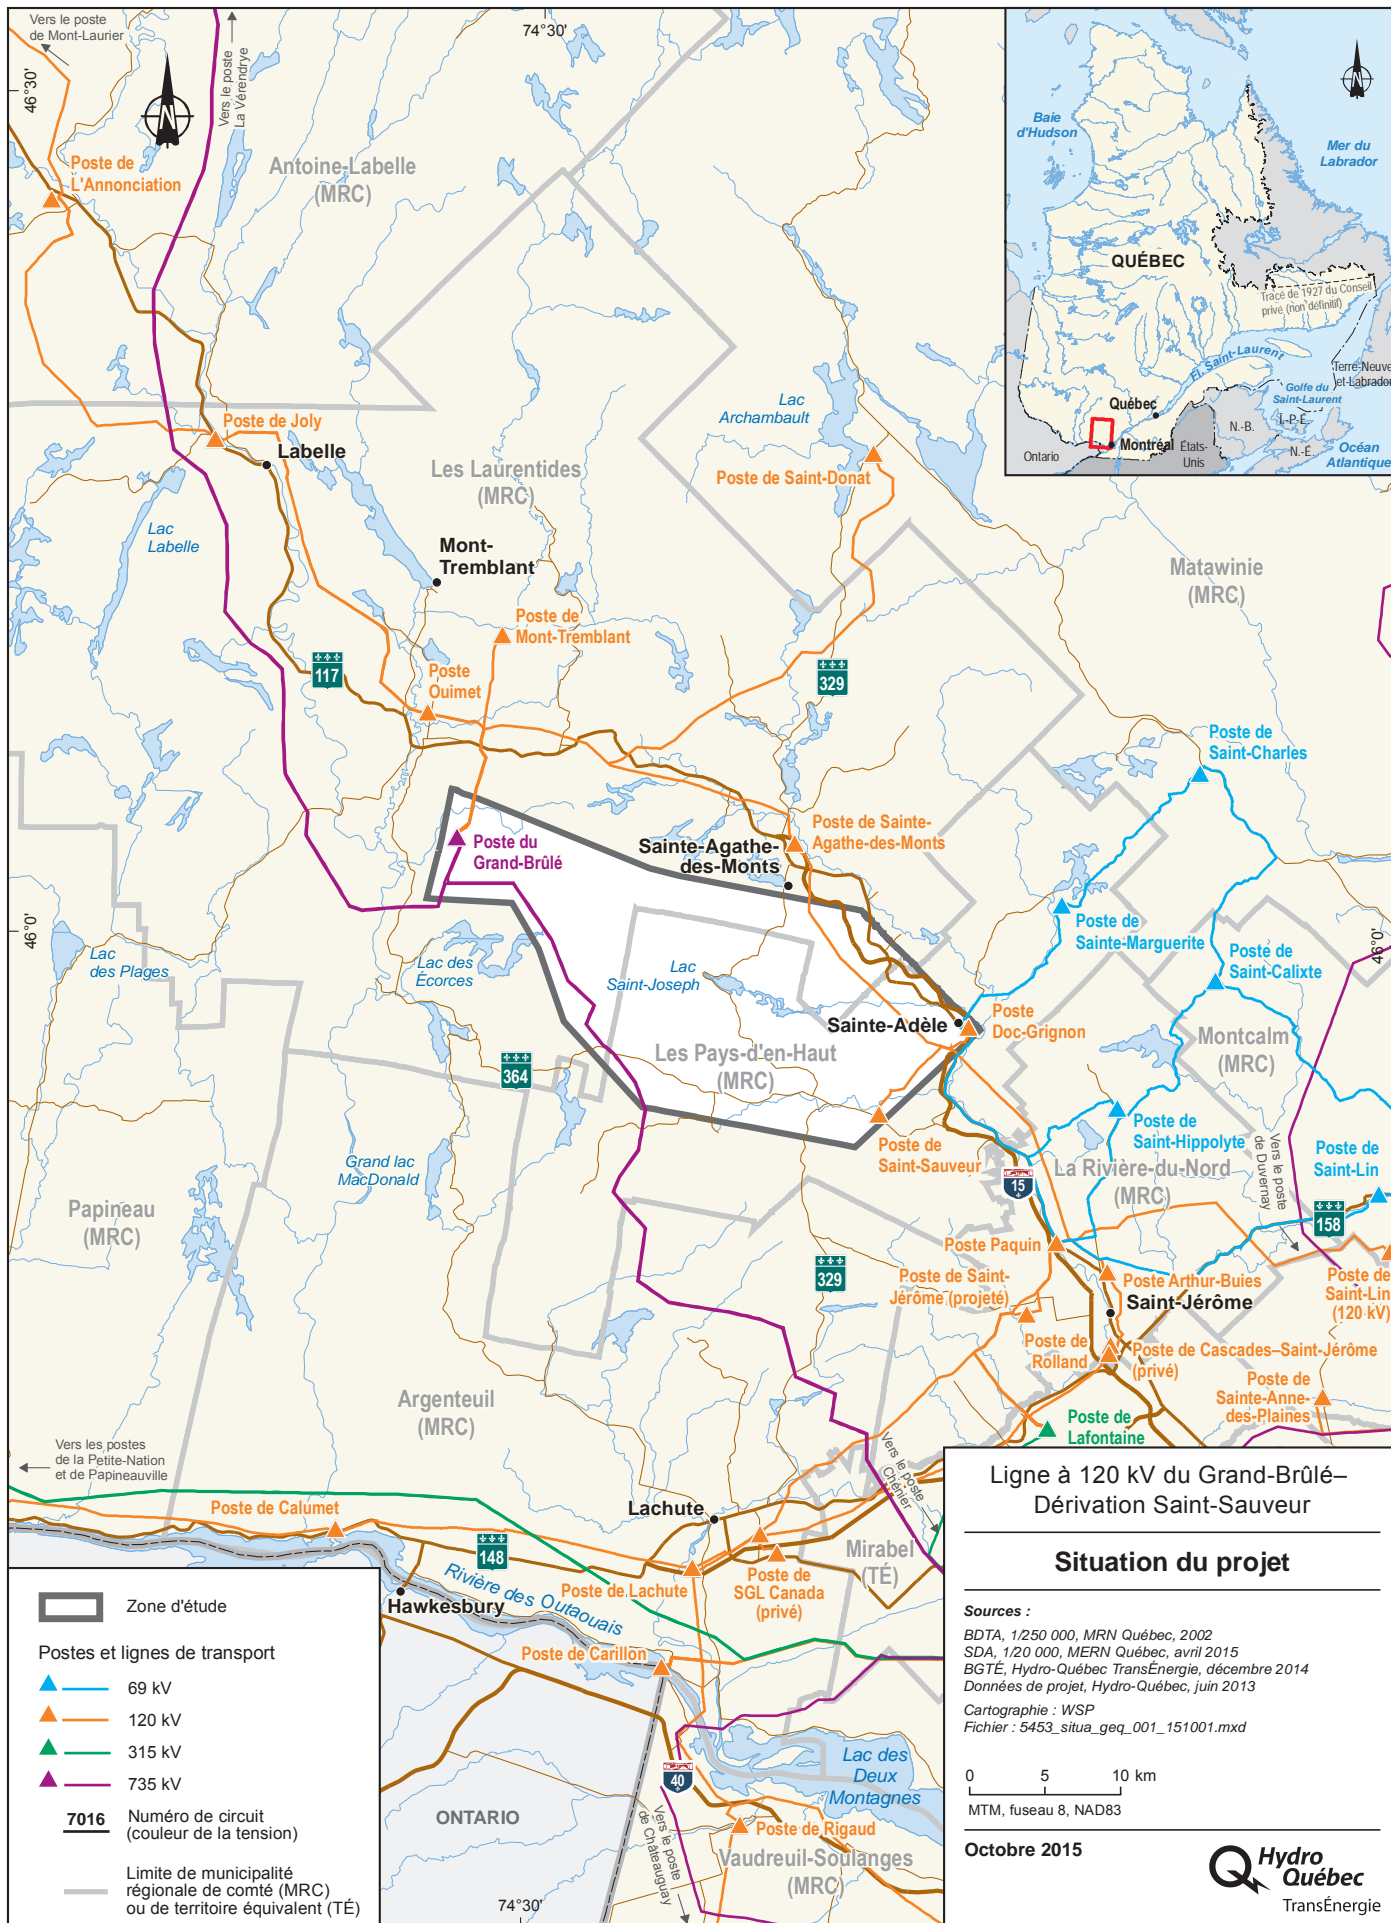 Vers le poste
de Mont-Laurier
74°30'
46°30'
Vers le poste
La Vérendrye
N
Poste de
L'Annonciation
Antoine-Labelle
(MRC)
Baie
d'Hudson
Mer du
Labrador
N
QUÉBEC
Tracé de 1927 du Conseil
privé (non définitif)
Fl. Saint-Laurent
Terre-Neuve-
et-Labrador
Golfe du
Saint-Laurent
Québec
Î.-P.-É.
N.-B.
N.-É.
Montréal
États-
Unis
Ontario
Océan
Atlantique
Lac
Archambault
Poste de Joly
Labelle
Les Laurentides
(MRC)
Poste de Saint-Donat
Lac
Labelle
Mont-
Tremblant
Matawinie
(MRC)
Poste de
Mont-Tremblant
117
Poste
Ouimet
329
Poste de
Saint-Charles
Poste du
Grand-Brûlé
Sainte-Agathe-
des-Monts
Poste de Sainte-
Agathe-des-Monts
46°0'
Lac
des Plages
Lac des
Écorces
Lac
Saint-Joseph
Poste de
Sainte-Marguerite
Poste de
Saint-Calixte
46°0'
Sainte-Adèle
Poste
Doc-Grignon
Montcalm
(MRC)
Les Pays-d'en-Haut
(MRC)
364
Poste de
Saint-Sauveur
Poste de
Saint-Hippolyte
Vers le poste
de Duvernay
Poste de
Saint-Lin
Grand lac
MacDonald
La Rivière-du-Nord
(MRC)
15
Papineau
(MRC)
158
Poste Paquin
329
Poste de Saint-
Jérôme (projeté)
Poste Arthur-Buies
Saint-Jérôme
Poste de
Saint-Lin
(120 kV)
Poste de
Rolland
Poste de Cascades–Saint-Jérôme
(privé)
Poste de
Sainte-Anne-
des-Plaines
Argenteuil
(MRC)
Poste de
Lafontaine
Vers les postes
de la Petite-Nation
et de Papineauville
Vers le poste
Chénier
Poste de Calumet
Lachute
148
Mirabel
(TÉ)
Poste de Lachute
Poste de
SGL Canada
(privé)
Hawkesbury
Rivière des Outaouais
Poste de Carillon
Lac des
Deux
Montagnes
40
ONTARIO
Vers le poste
de Châteauguay
Poste de Rigaud
Vaudreuil-Soulanges
(MRC)
74°30'
Zone d'étude
Postes et lignes de transport
69 kV
120 kV
315 kV
735 kV
7016 Numéro de circuit
(couleur de la tension)
Limite de municipalité
régionale de comté (MRC)
ou de territoire équivalent (TÉ)
Ligne à 120 kV du Grand-Brûlé–
Dérivation Saint-Sauveur
Situation du projet
Sources :
BDTA, 1/250 000, MRN Québec, 2002
SDA, 1/20 000, MERN Québec, avril 2015
BGTÉ, Hydro-Québec TransÉnergie, décembre 2014
Données de projet, Hydro-Québec, juin 2013
Cartographie : WSP
Fichier : 5453_situa_geq_001_151001.mxd
0 5 10 km
MTM, fuseau 8, NAD83
Octobre 2015
Hydro
Québec
TransÉnergie